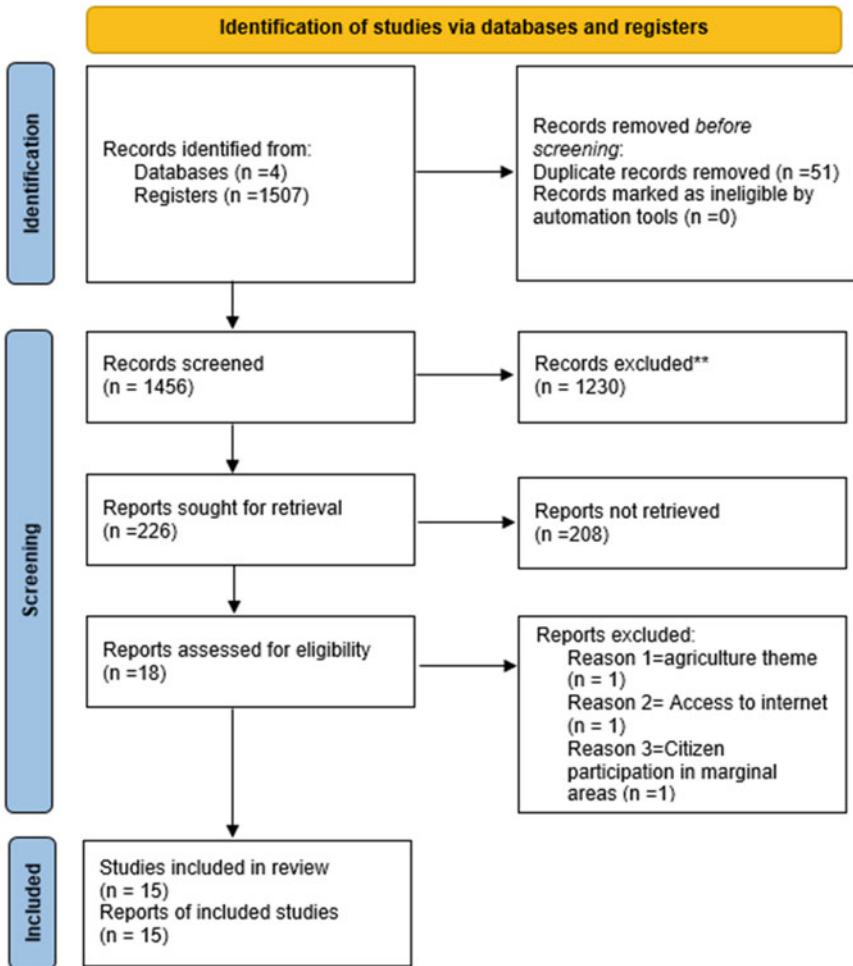 Identification of studies via databases and registers
Identification
Records identified from:
Databases (n =4)
Registers (n =1507)
Records removed before
screening:
Duplicate records removed (n =51)
Records marked as ineligible by
automation tools (n =0)
Screening
Records screened
(n = 1456)
Records excluded**
(n = 1230)
Reports sought for retrieval
(n =226)
Reports not retrieved
(n =208)
Reports assessed for eligibility
(n =18)
Reports excluded:
Reason 1=agriculture theme
(n = 1)
Reason 2= Access to internet
(n = 1)
Reason 3=Citizen
participation in marginal
areas (n =1)
Included
Studies included in review
(n = 15)
Reports of included studies
(n = 15)